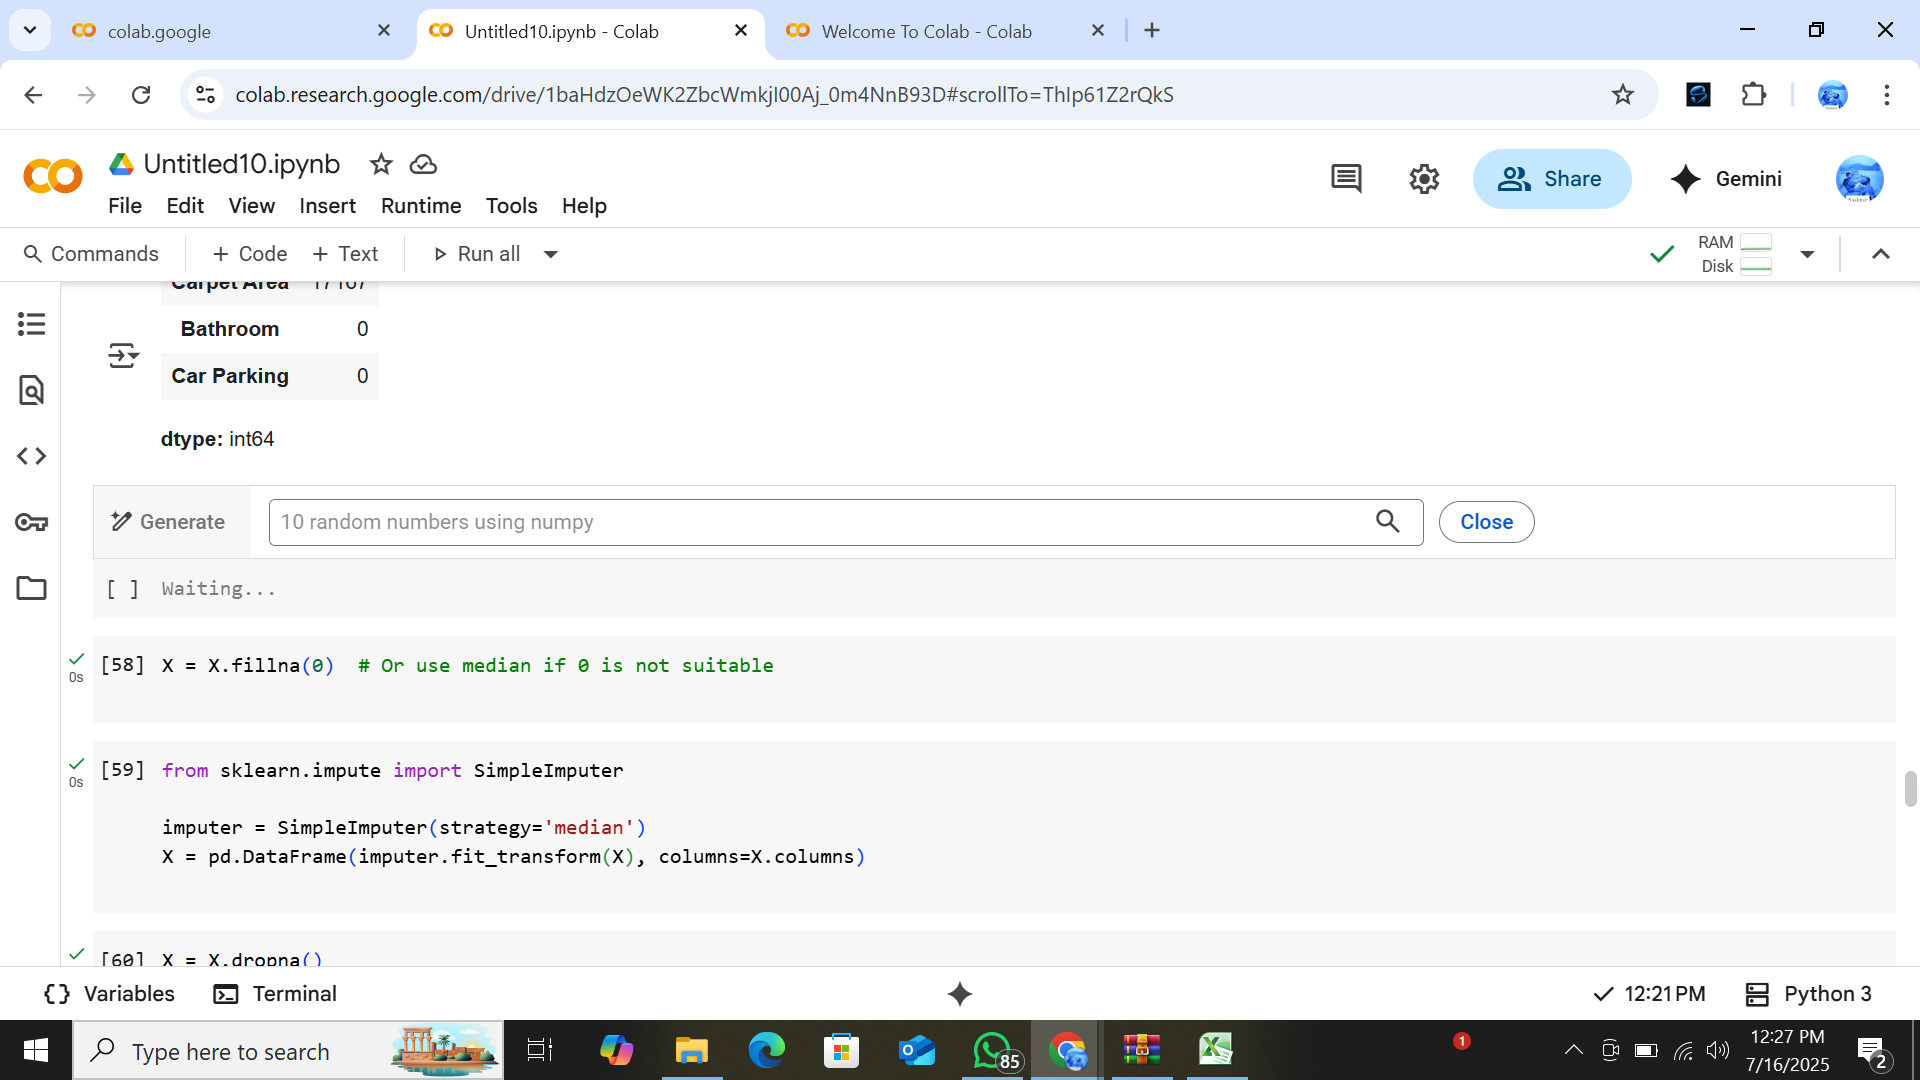 colab.google
Untitled10.ipynb - Colab
Welcome To Colab - Colab
colab.research.google.com/drive/1baHdzOeWK2ZbcWmkjI00Aj_0m4NnB93D#scrollTo=ThIp61Z2rQkS
Untitled10.ipynb
Share
Gemini
File Edit View Insert Runtime Tools Help
Commands + Code + Text Run all
RAM
Disk
Carpet Area 17167
Bathroom 0
Car Parking 0
dtype: int64
Generate
10 random numbers using numpy
Close
[ ] Waiting...
[58] X = X.fillna(0) # Or use median if 0 is not suitable
0s
[59] from sklearn.impute import SimpleImputer
0s
imputer = SimpleImputer(strategy='median')
X = pd.DataFrame(imputer.fit_transform(X), columns=X.columns)
[60] X = X.dropna()
Variables
Terminal
12:21 PM
Python 3
Type here to search
85
1
12:27 PM
7/16/2025
2